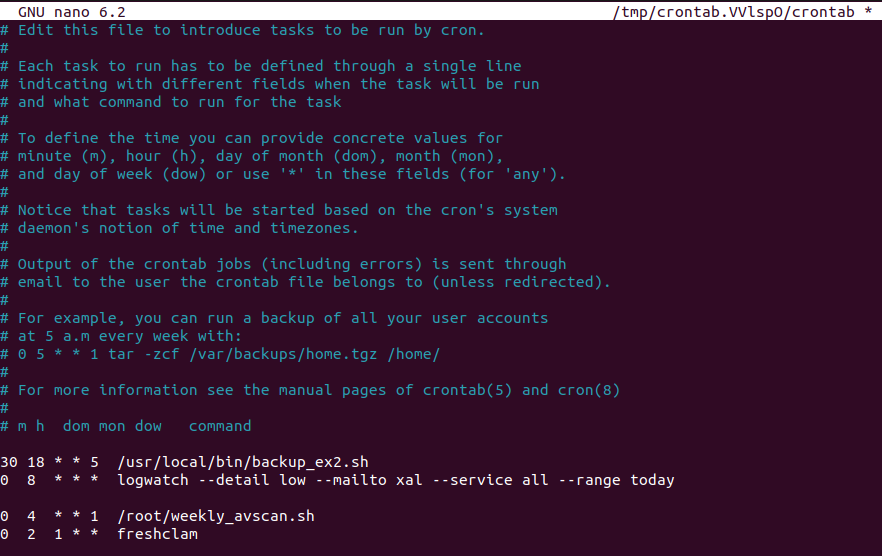 GNU nano 6.2 /tmp/crontab.VVlspO/crontab *
# Edit this file to introduce tasks to be run by cron.
#
# Each task to run has to be defined through a single line
# indicating with different fields when the task will be run
# and what command to run for the task
#
# To define the time you can provide concrete values for
# minute (m), hour (h), day of month (dom), month (mon),
# and day of week (dow) or use '*' in these fields (for 'any').
#
# Notice that tasks will be started based on the cron's system
# daemon's notion of time and timezones.
#
# Output of the crontab jobs (including errors) is sent through
# email to the user the crontab file belongs to (unless redirected).
#
# For example, you can run a backup of all your user accounts
# at 5 a.m every week with:
# 0 5 * * 1 tar -zcf /var/backups/home.tgz /home/
#
# For more information see the manual pages of crontab(5) and cron(8)
#
# m h  dom mon dow   command
30 18 * * 5  /usr/local/bin/backup_ex2.sh
0  8  * * *  logwatch --detail low --mailto xal --service all --range today
0  4  * * 1  /root/weekly_avscan.sh
0  2  1 * *  freshclam